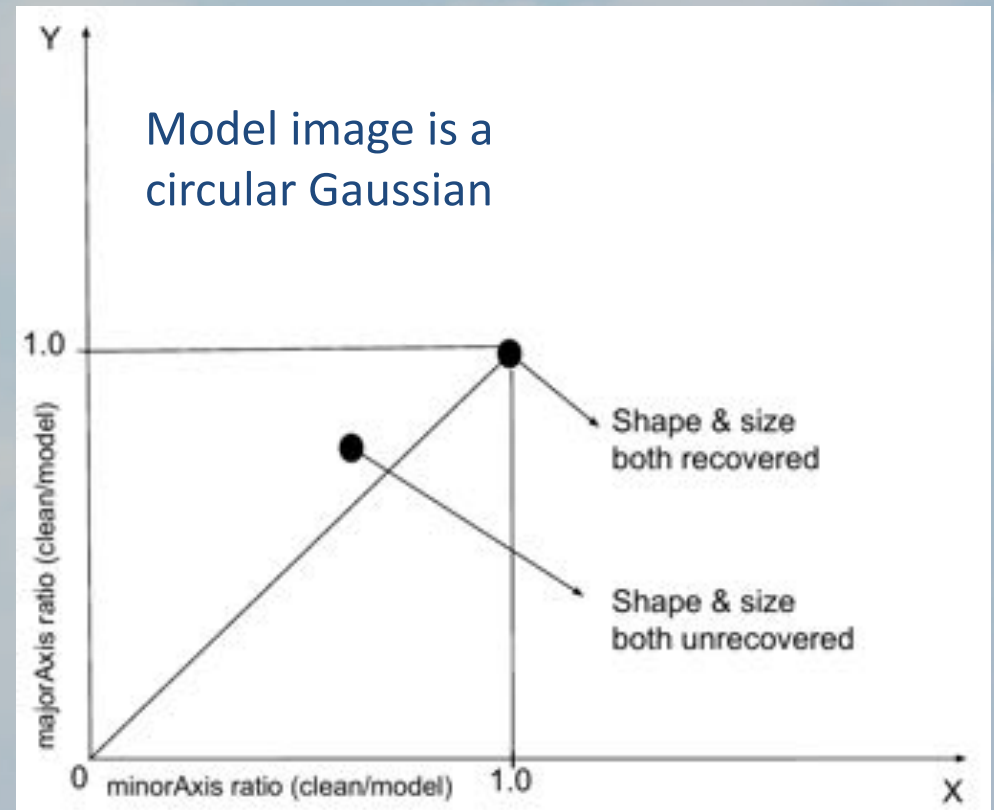 Y
Model image is a
circular Gaussian
1.0
majorAxis ratio (clean/model)
Shape & size
both recovered
Shape & size
both unrecovered
0
minorAxis ratio (clean/model)
1.0
X